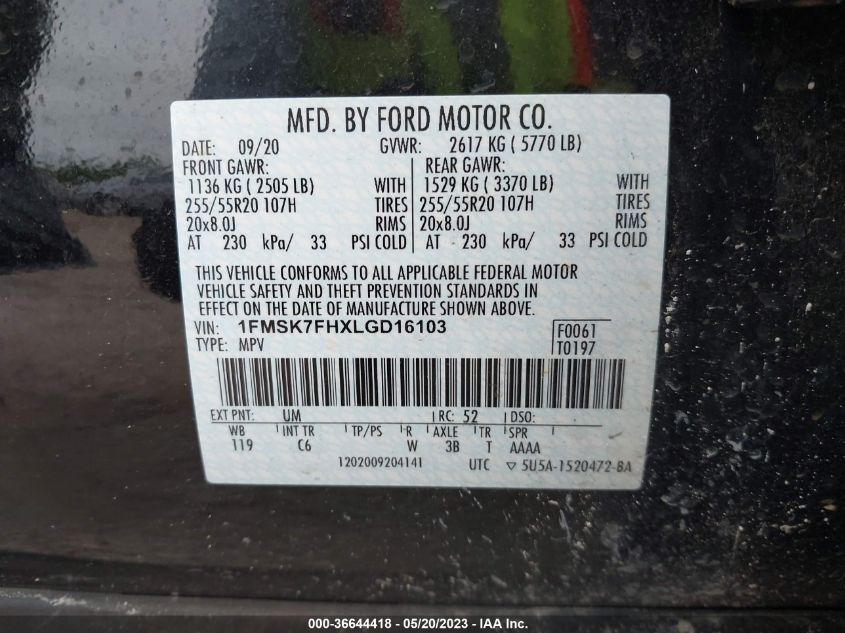 MFD. BY FORD MOTOR CO.
DATE: 09/20 GVWR: 2617 KG ( 5770 LB)
FRONT GAWR: REAR GAWR:
1136 KG ( 2505 LB) WITH 1529 KG ( 3370 LB) WITH
255/55R20 107H TIRES 255/55R20 107H TIRES
20x8.0J RIMS 20x8.0J RIMS
AT 230 kPa/ 33 PSI COLD AT 230 kPa/ 33 PSI COLD
THIS VEHICLE CONFORMS TO ALL APPLICABLE FEDERAL MOTOR
VEHICLE SAFETY AND THEFT PREVENTION STANDARDS IN
EFFECT ON THE DATE OF MANUFACTURE SHOWN ABOVE.
VIN: 1FMSK7FHXLGD16103 F0061
TYPE: MPV T0197
EXT PNT: UM RC: 52 DSO:
WB INT TR TP/PS R AXLE TR SPR
119 C6 W 3B T AAAA
1202009204141 UTC ▽ 5U5A-1520472-BA
000-36644418 - 05/20/2023 - IAA Inc.